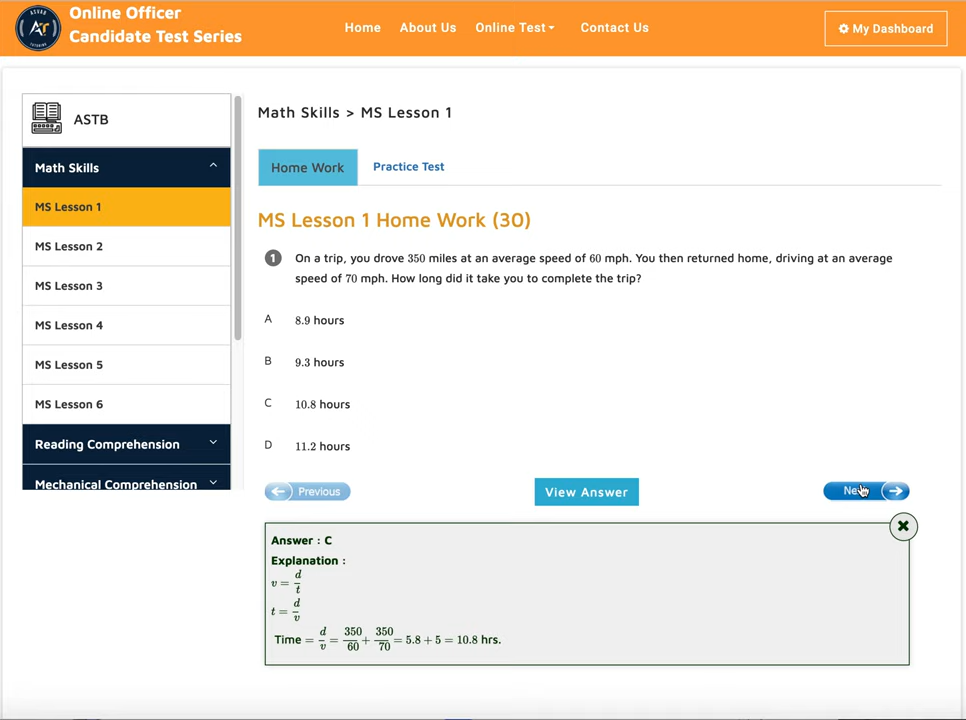 ASVAB
AT
TUTORING
Online Officer
Candidate Test Series
Home
About Us
Online Test
Contact Us
My Dashboard
ASTB
Math Skills
MS Lesson 1
MS Lesson 2
MS Lesson 3
MS Lesson 4
MS Lesson 5
MS Lesson 6
Reading Comprehension
Mechanical Comprehension
Math Skills > MS Lesson 1
Home Work
Practice Test
MS Lesson 1 Home Work (30)
1 On a trip, you drove 350 miles at an average speed of 60 mph. You then returned home, driving at an average
speed of 70 mph. How long did it take you to complete the trip?
A 8.9 hours
B 9.3 hours
C 10.8 hours
D 11.2 hours
Previous
View Answer
Answer : C
Explanation :
v = d/t
t = d/v
Time = d/v = 350/60 + 350/70 = 5.8 + 5 = 10.8 hrs.